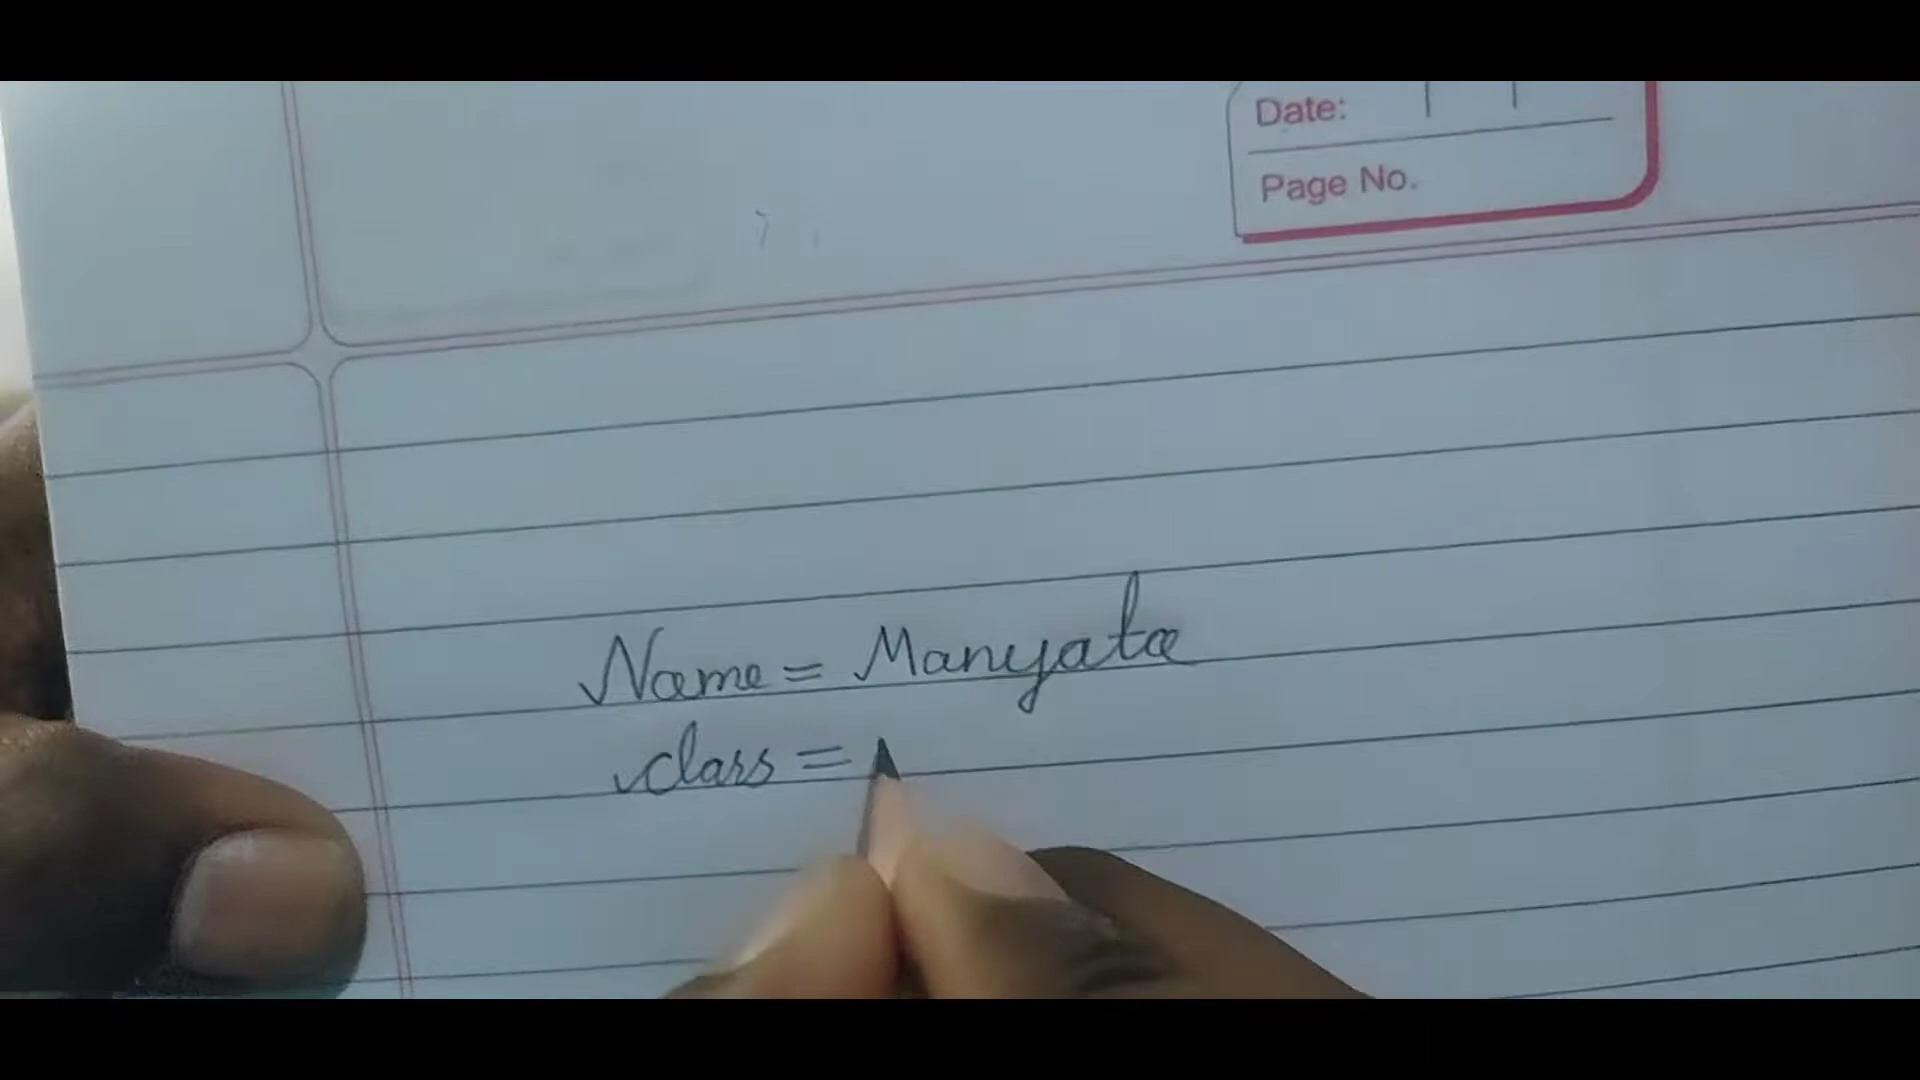 Date:
Page No.
Name = Manyata
class =